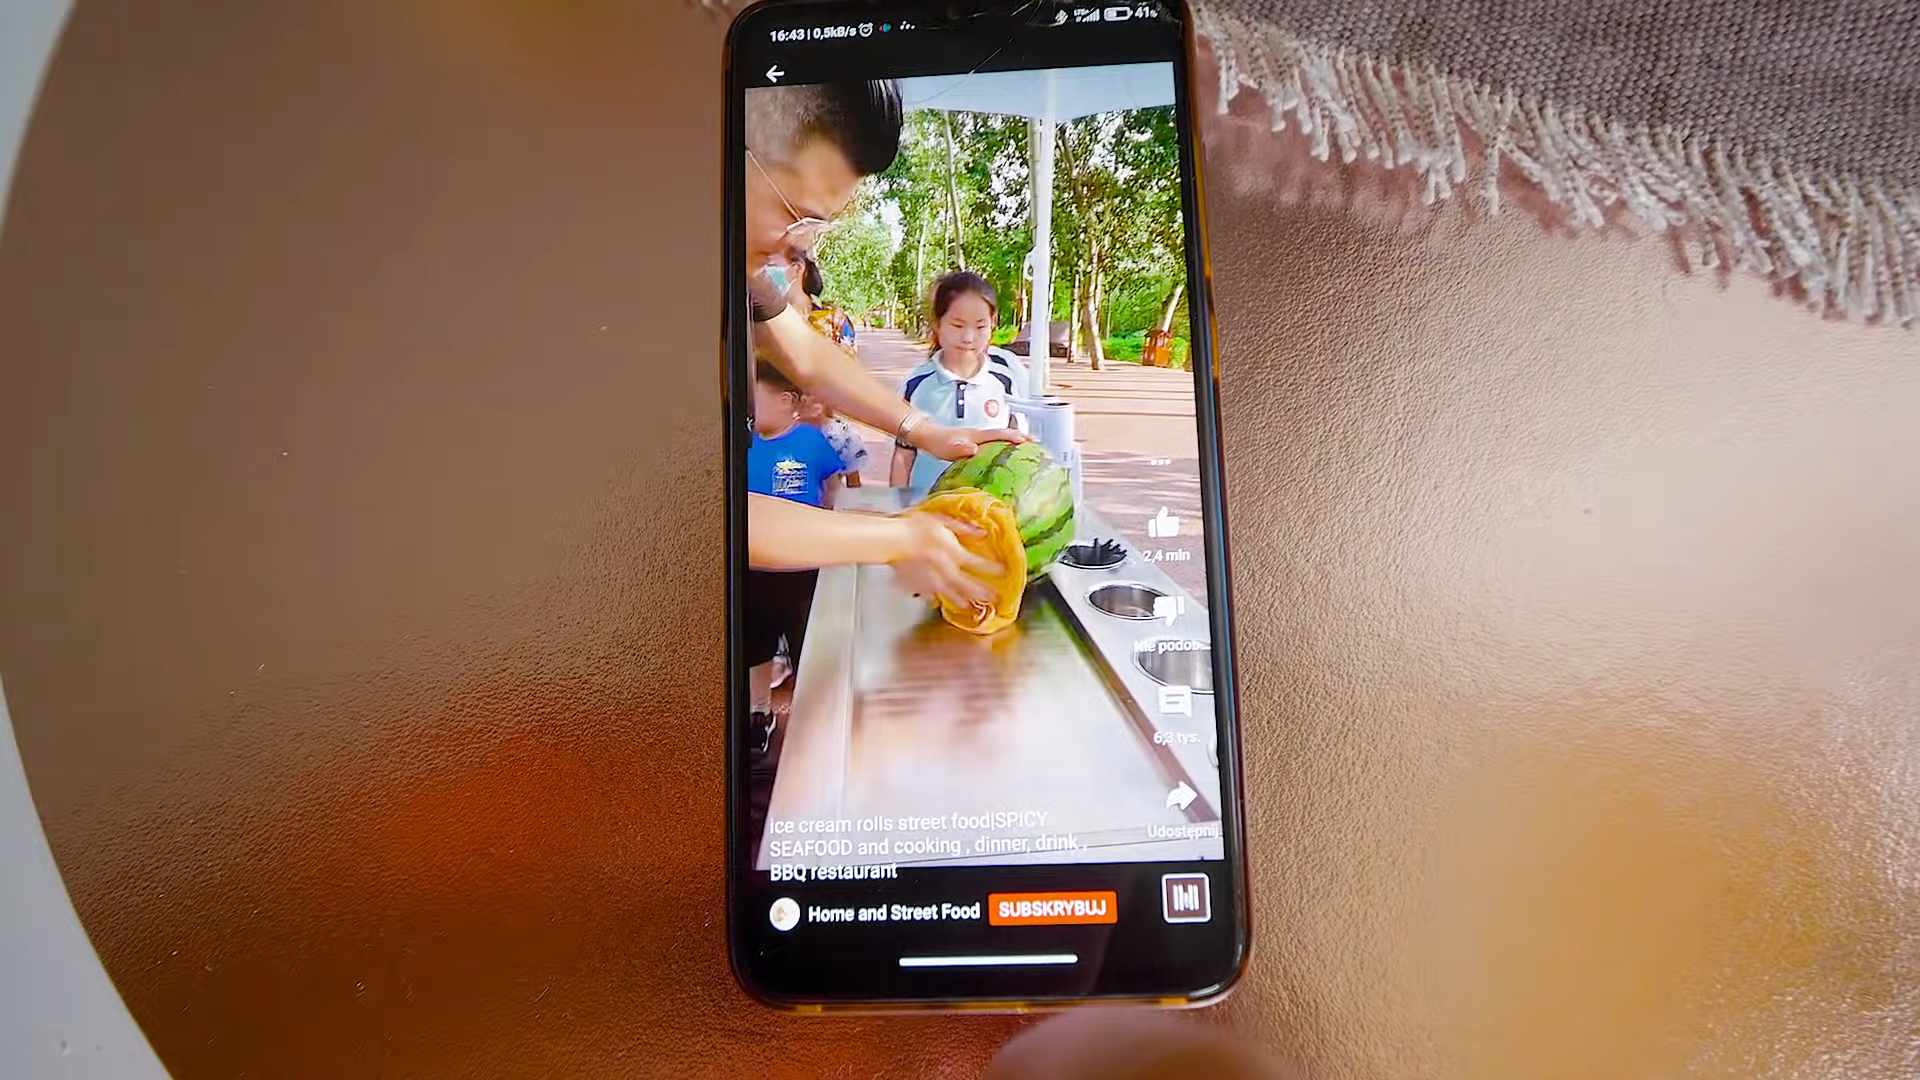 16:43 | 0,5kB/s
41
2,4 mln
Nie podob...
6,3 tys.
Udostępnij
ice cream rolls street food|SPICY
SEAFOOD and cooking , dinner, drink ,
BBQ restaurant
Home and Street Food
SUBSKRYBUJ